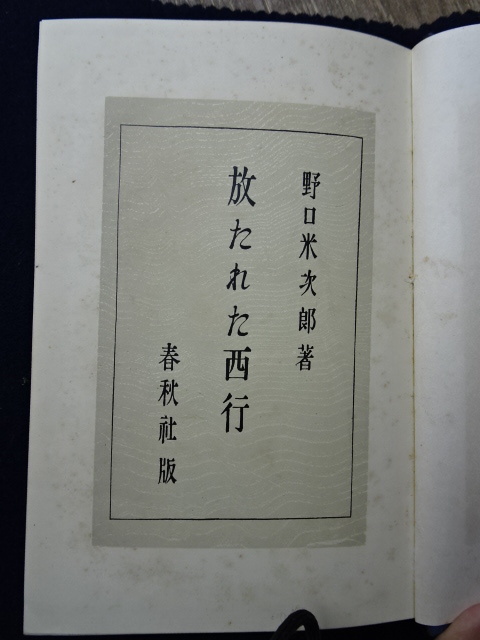 野口米次郎著
放たれた西行
春秋社版